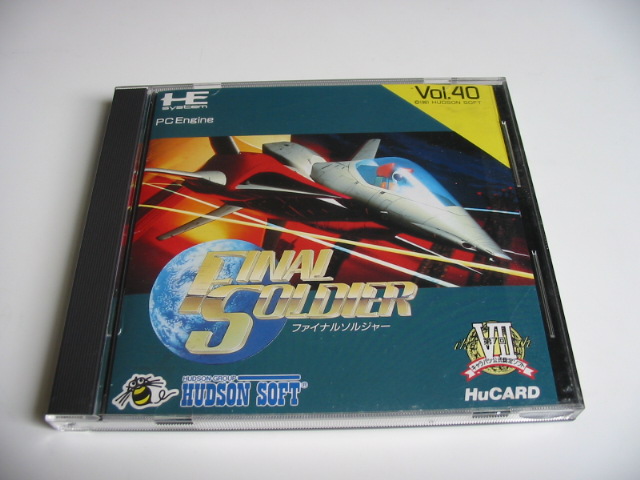 HE
system
PC Engine
Vol.40
©1991 HUDSON SOFT
FINAL
SOLDIER
ファイナルソルジャー
HUDSON GROUP
HUDSON SOFT®
VII
HuCARD